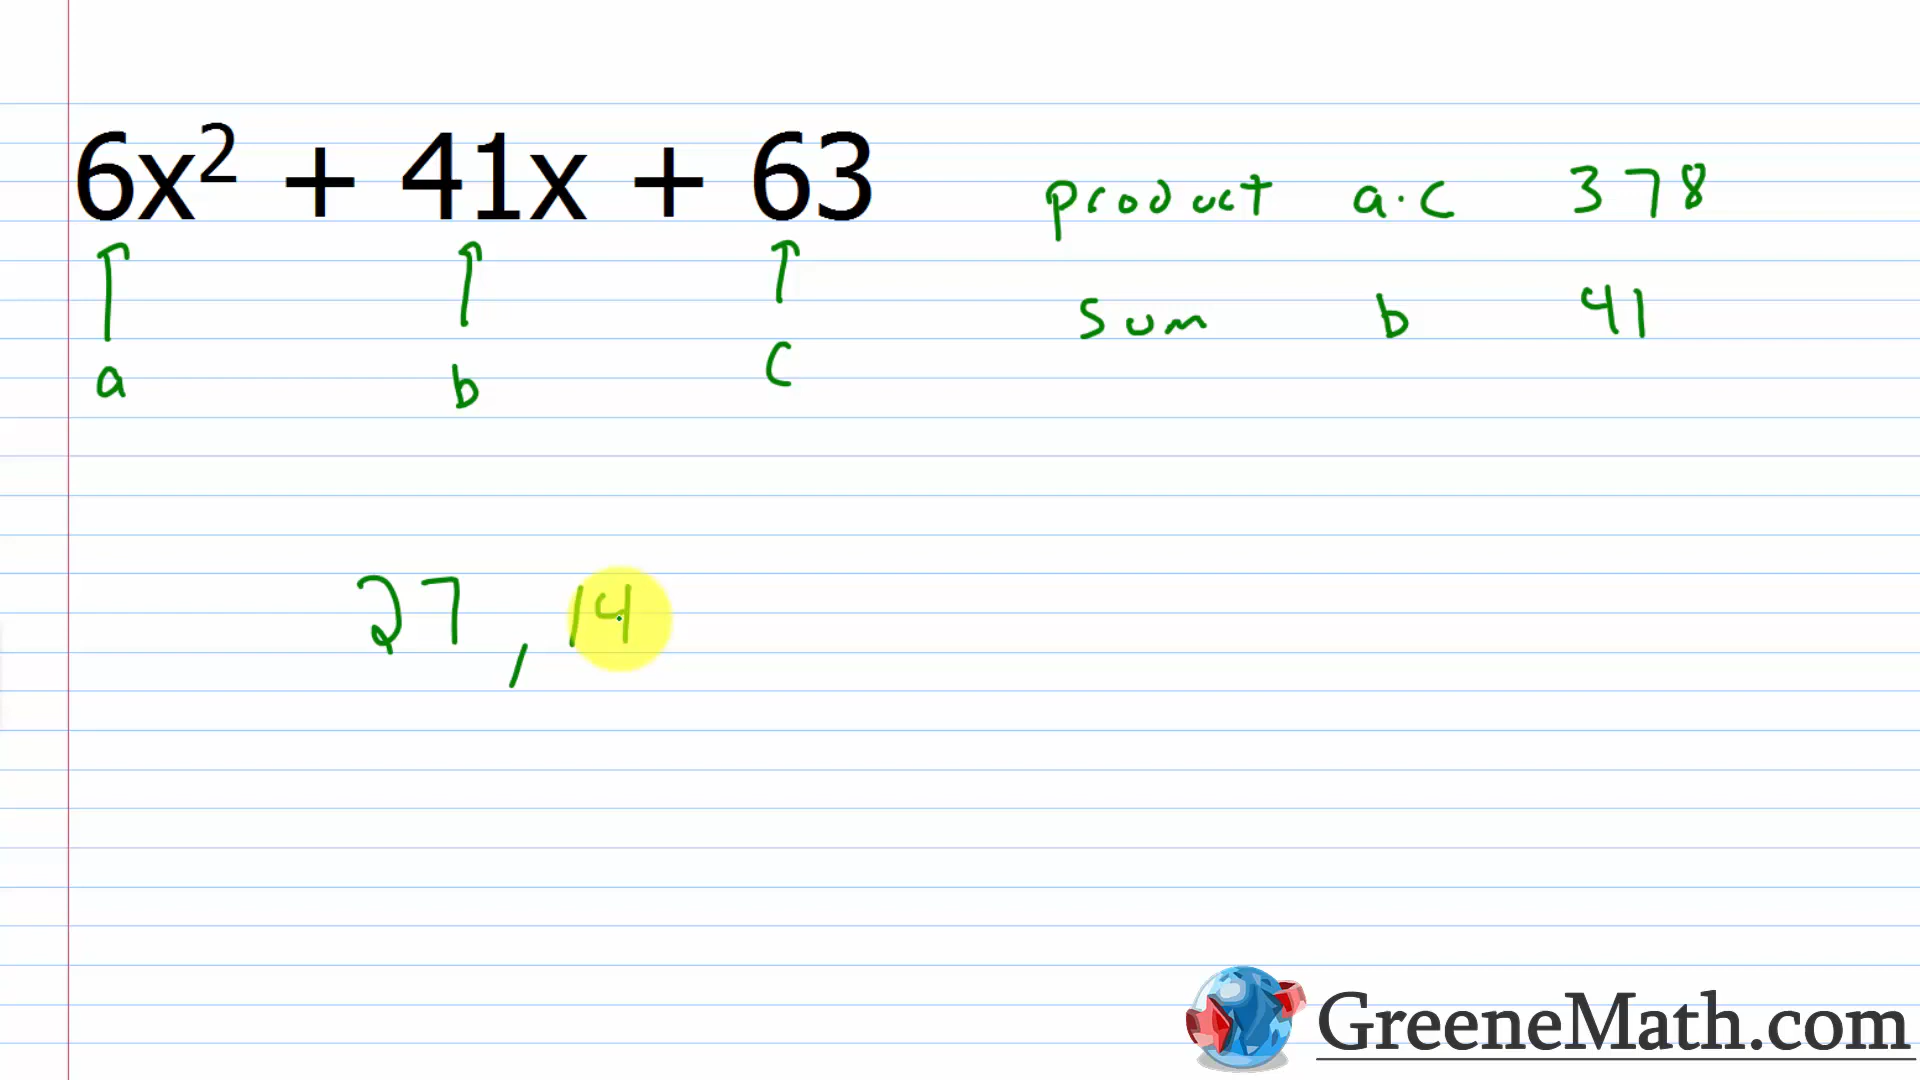 6x² + 41x + 63
product a·c 378
sum b 41
a b c
27, 14
GreeneMath.com